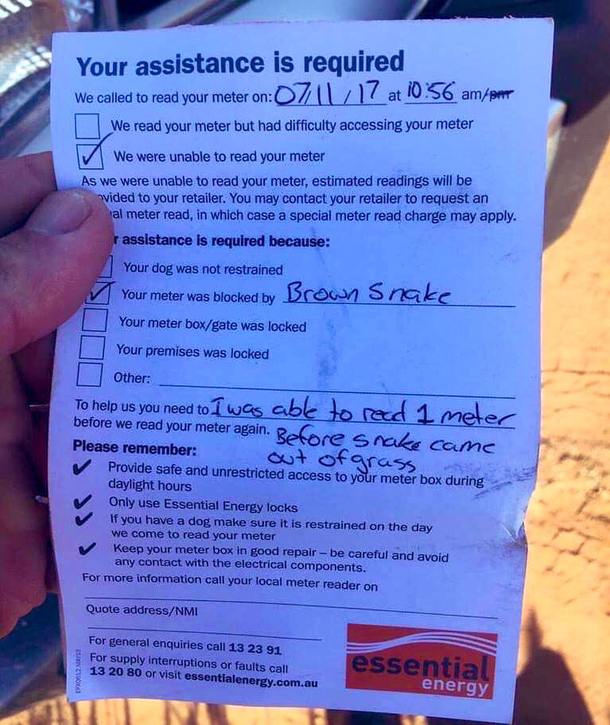 Your assistance is required
We called to read your meter on: 07/11/17 at 10:56 am/pm
We read your meter but had difficulty accessing your meter
We were unable to read your meter
As we were unable to read your meter, estimated readings will be
vided to your retailer. You may contact your retailer to request an
al meter read, in which case a special meter read charge may apply.
r assistance is required because:
Your dog was not restrained
Your meter was blocked by Brown Snake
Your meter box/gate was locked
Your premises was locked
Other:
To help us you need to I was able to read 1 meter
before we read your meter again. Before snake came
out of grass
Please remember:
Provide safe and unrestricted access to your meter box during
daylight hours
Only use Essential Energy locks
If you have a dog make sure it is restrained on the day
we come to read your meter
Keep your meter box in good repair – be careful and avoid
any contact with the electrical components.
For more information call your local meter reader on
Quote address/NMI
For general enquiries call 13 23 91
For supply interruptions or faults call
13 20 80 or visit essentialenergy.com.au
essential
energy